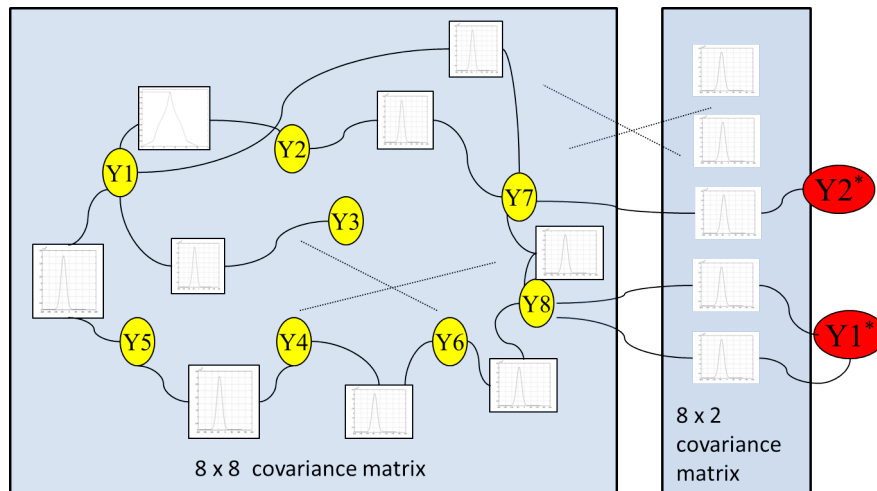 Y1
Y2
Y7
Y3
Y8
Y5
Y4
Y6
8 x 8 covariance matrix
Y2*
Y1*
8 x 2
covariance
matrix